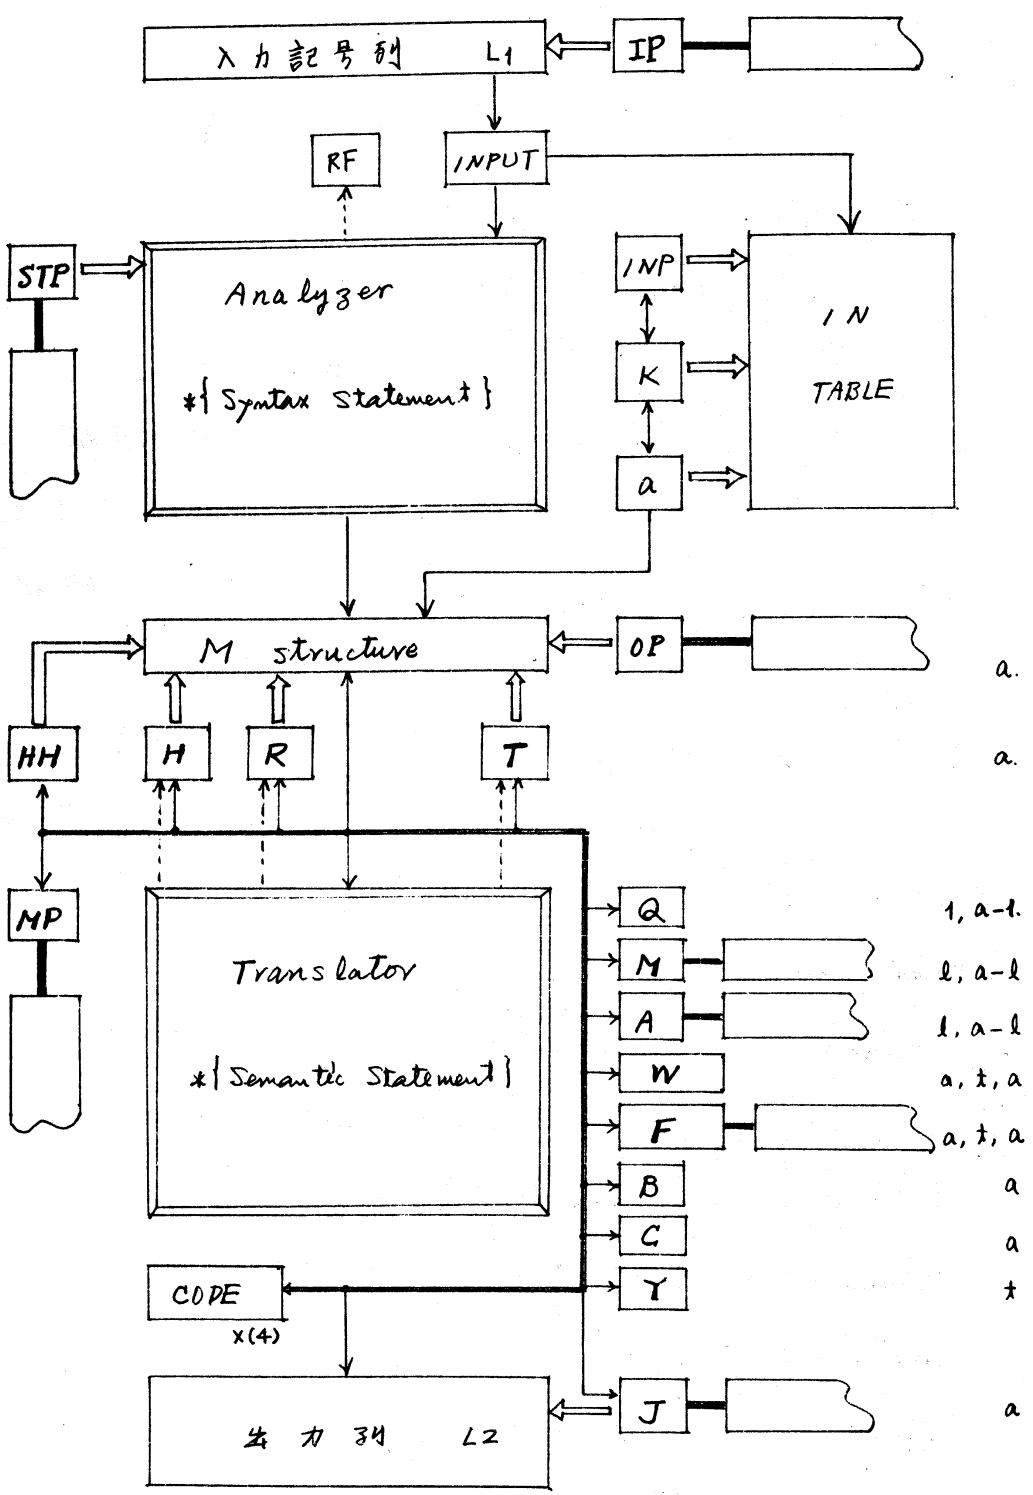 入力記号列 L1
IP
RF
INPUT
STP
Analyzer
*{Syntax Statement}
INP
K
a
IN
TABLE
M structure
OP
a.
HH
H
R
T
a.
MP
Translator
*{Semantic Statement}
Q
1, a-l.
M
l, a-l
A
l, a-l
W
a, t, a
F
a, t, a
B
a
C
a
Y
t
CODE
X(4)
J
a
出力列 L2